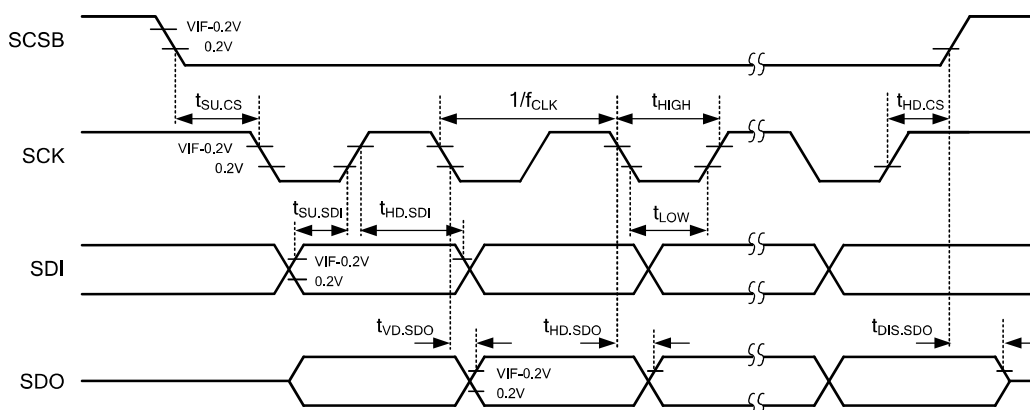 SCSB
VIF-0.2V
0.2V
tSU.CS
1/fCLK
tHIGH
tHD.CS
SCK
VIF-0.2V
0.2V
tSU.SDI
tHD.SDI
tLOW
SDI
VIF-0.2V
0.2V
tVD.SDO
tHD.SDO
tDIS.SDO
SDO
VIF-0.2V
0.2V